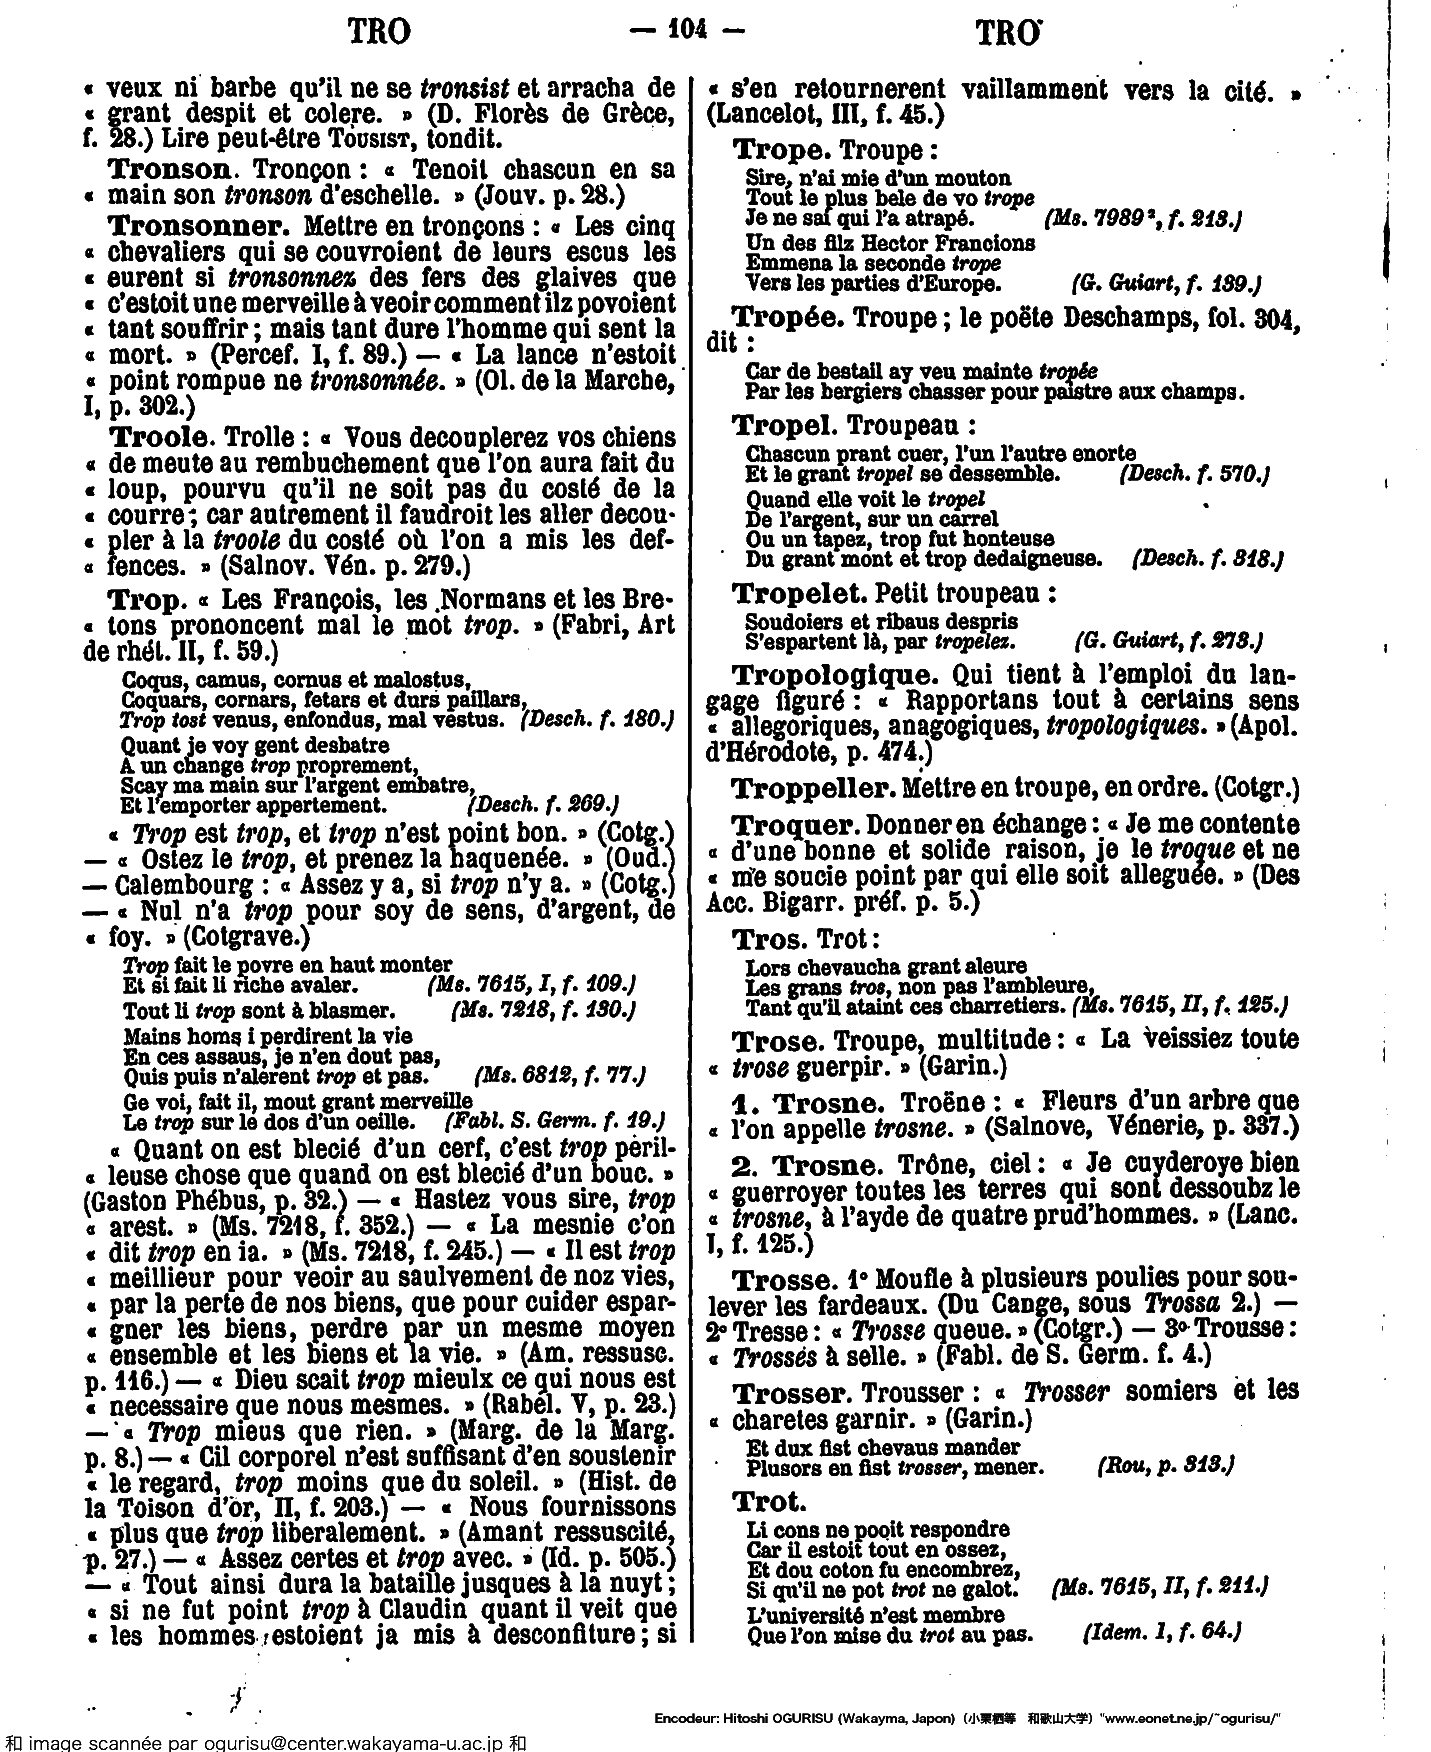 TRO — 104 — TRO
« veux ni barbe qu'il ne se tronsist et arracha de
« grant despit et colere. » (D. Florès de Grèce,
f. 28.) Lire peut-être TOUSIST, tondit.
Tronson. Tronçon : « Tenoit chascun en sa
« main son tronson d'eschelle. » (Jouv. p. 28.)
Tronsonner. Mettre en tronçons : « Les cinq
« chevaliers qui se couvroient de leurs escus les
« eurent si tronsonnez des fers des glaives que
« c'estoit une merveille à veoir comment ilz povoient
« tant souffrir ; mais tant dure l'homme qui sent la
« mort. » (Percef. I, f. 89.) — « La lance n'estoit
« point rompue ne tronsonnée. » (Ol. de la Marche,
I, p. 302.)
Troole. Trolle : « Vous decouplerez vos chiens
« de meute au rembuchement que l'on aura fait du
« loup, pourvu qu'il ne soit pas du costé de la
« courre ; car autrement il faudroit les aller decou-
« pler à la troole du costé où l'on a mis les def-
« fences. » (Salnov. Vén. p. 279.)
Trop. « Les François, les Normans et les Bre-
« tons prononcent mal le mot trop. » (Fabri, Art
de rhét. II, f. 59.)
Coqus, camus, cornus et malostus,
Coquars, cornars, fetars et durs paillars,
Trop tost venus, enfondus, mal vestus. (Desch. f. 180.)
Quant je voy gent desbatre
A un change trop proprement,
Scay ma main sur l'argent embatre,
Et l'emporter appertement. (Desch. f. 269.)
« Trop est trop, et trop n'est point bon. » (Cotg.)
— « Ostez le trop, et prenez la haquenée. » (Oud.)
— Calembourg : « Assez y a, si trop n'y a. » (Cotg.)
— « Nul n'a trop pour soy de sens, d'argent, de
« foy. » (Cotgrave.)
Trop fait le povre en haut monter
Et si fait li riche avaler. (Ms. 7615, I, f. 109.)
Tout li trop sont à blasmer. (Ms. 7218, f. 130.)
Mains homs i perdirent la vie
En ces assaus, je n'en dout pas,
Quis puis n'alerent trop et pas. (Ms. 6812, f. 77.)
Ge voi, fait il, mout grant merveille
Le trop sur le dos d'un oeille. (Fabl. S. Germ. f. 19.)
« Quant on est blecié d'un cerf, c'est trop péril-
« leuse chose que quand on est blecié d'un bouc. »
(Gaston Phébus, p. 32.) — « Hastez vous sire, trop
« arest. » (Ms. 7218, f. 352.) — « La mesnie c'on
« dit trop en ia. » (Ms. 7218, f. 245.) — « Il est trop
« meillieur pour veoir au saulvement de noz vies,
« par la perte de nos biens, que pour cuider espar-
« gner les biens, perdre par un mesme moyen
« ensemble et les biens et la vie. » (Am. ressusc.
p. 116.) — « Dieu scait trop mieulx ce qui nous est
« necessaire que nous mesmes. » (Rabel. V, p. 23.)
— « Trop mieus que rien. » (Marg. de la Marg.
p. 8.) — « Cil corporel n'est suffisant d'en soustenir
« le regard, trop moins que du soleil. » (Hist. de
la Toison d'or, II, f. 203.) — « Nous fournissons
« plus que trop liberalement. » (Amant ressuscité,
p. 27.) — « Assez certes et trop avec. » (Id. p. 505.)
— « Tout ainsi dura la bataille jusques à la nuyt ;
« si ne fut point trop à Claudin quant il veit que
« les hommes estoient ja mis à desconfiture ; si
« s'en retournerent vaillamment vers la cité. »
(Lancelot, III, f. 45.)
Trope. Troupe :
Sire, n'ai mie d'un mouton
Tout le plus bele de vo trope
Je ne sai qui l'a atrapé. (Ms. 7989², f. 213.)
Un des filz Hector Francions
Emmena la seconde trope
Vers les parties d'Europe. (G. Guiart, f. 139.)
Tropée. Troupe ; le poëte Deschamps, fol. 304,
dit :
Car de bestail ay veu mainte tropée
Par les bergiers chasser pour paistre aux champs.
Tropel. Troupeau :
Chascun prant cuer, l'un l'autre enorte
Et le grant tropel se dessemble. (Desch. f. 570.)
Quand elle voit le tropel
De l'argent, sur un carrel
Ou un tapez, trop fut honteuse
Du grant mont et trop dedaigneuse. (Desch. f. 318.)
Tropelet. Petit troupeau :
Soudoiers et ribaus despris
S'espartent là, par tropelez. (G. Guiart, f. 278.)
Tropologique. Qui tient à l'emploi du lan-
gage figuré : « Rapportans tout à certains sens
« allegoriques, anagogiques, tropologiques. » (Apol.
d'Hérodote, p. 474.)
Troppeller. Mettre en troupe, en ordre. (Cotgr.)
Troquer. Donner en échange : « Je me contente
« d'une bonne et solide raison, je le troque et ne
« me soucie point par qui elle soit alleguée. » (Des
Acc. Bigarr. préf. p. 5.)
Tros. Trot :
Lors chevaucha grant aleure
Les grans tros, non pas l'ambleure,
Tant qu'il ataint ces charretiers. (Ms. 7615, II, f. 125.)
Trose. Troupe, multitude : « La veissiez toute
« trose guerpir. » (Garin.)
1. Trosne. Troëne : « Fleurs d'un arbre que
« l'on appelle trosne. » (Salnove, Vénerie, p. 337.)
2. Trosne. Trône, ciel : « Je cuyderoye bien
« guerroyer toutes les terres qui sont dessoubz le
« trosne, à l'ayde de quatre prud'hommes. » (Lanc.
I, f. 125.)
Trosse. 1° Moufle à plusieurs poulies pour sou-
lever les fardeaux. (Du Cange, sous Trossa 2.) —
2° Tresse : « Trosse queue. » (Cotgr.) — 3° Trousse :
« Trosses à selle. » (Fabl. de S. Germ. f. 4.)
Trosser. Trousser : « Trosser somiers et les
« charetes garnir. » (Garin.)
Et dux fist chevaus mander
Plusors en fist trosser, mener. (Rou, p. 313.)
Trot.
Li cons ne pooit respondre
Car il estoit tout en ossez,
Et dou coton fu encombrez,
Si qu'il ne pot trot ne galot. (Ms. 7615, II, f. 211.)
L'université n'est membre
Que l'on mise du trot au pas. (Idem. I, f. 64.)
Encodeur: Hitoshi OGURISU (Wakayma, Japon) (小栗栖等 和歌山大学) "www.eonet.ne.jp/~ogurisu/"
和 image scannée par ogurisu@center.wakayama-u.ac.jp 和